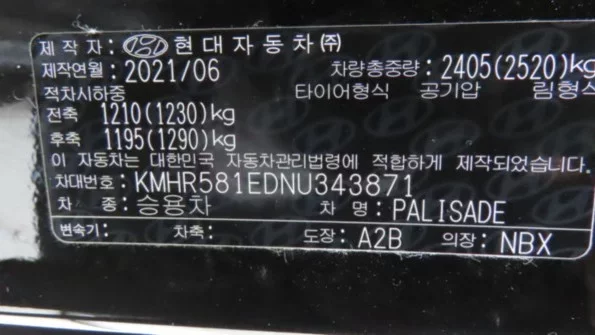 제 작 자 : 현대자동차㈜
제작연월 : 2021/06 차량총중량 : 2405(2520)kg
적차시하중 타이어형식 공기압 림형식
전축 1210(1230)kg
후축 1195(1290)kg
이 자동차는 대한민국 자동차관리법령에 적합하게 제작되었습니다.
차대번호 : KMHR581EDNU343871
차 종 : 승용차 차 명 : PALISADE
변속기 : 차축 : 도장 : A2B 의장 : NBX